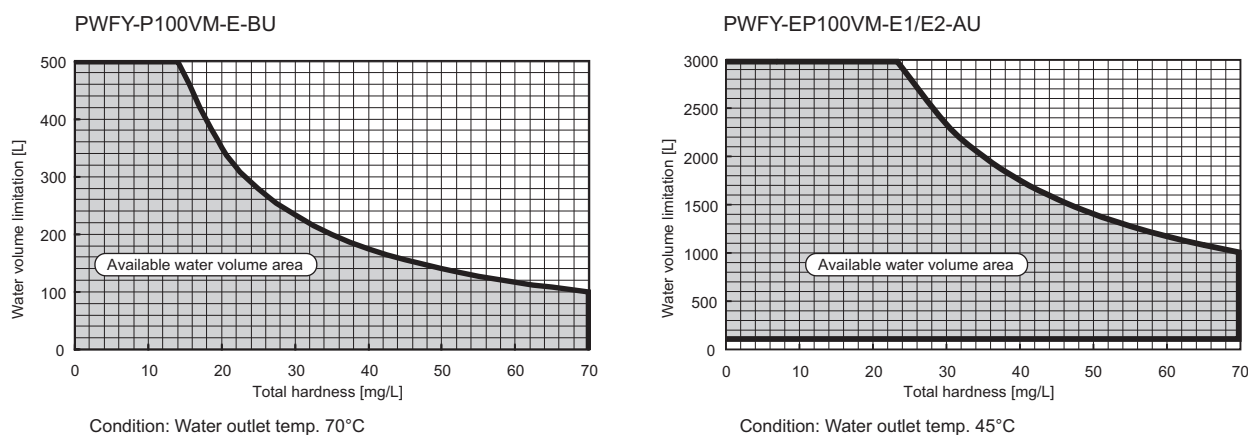 PWFY-P100VM-E-BU
Water volume limitation [L]
500
400
300
200
100
0
Available water volume area
0 10 20 30 40 50 60 70
Total hardness [mg/L]
Condition: Water outlet temp. 70°C
PWFY-EP100VM-E1/E2-AU
Water volume limitation [L]
3000
2500
2000
1500
1000
500
0
Available water volume area
0 10 20 30 40 50 60 70
Total hardness [mg/L]
Condition: Water outlet temp. 45°C